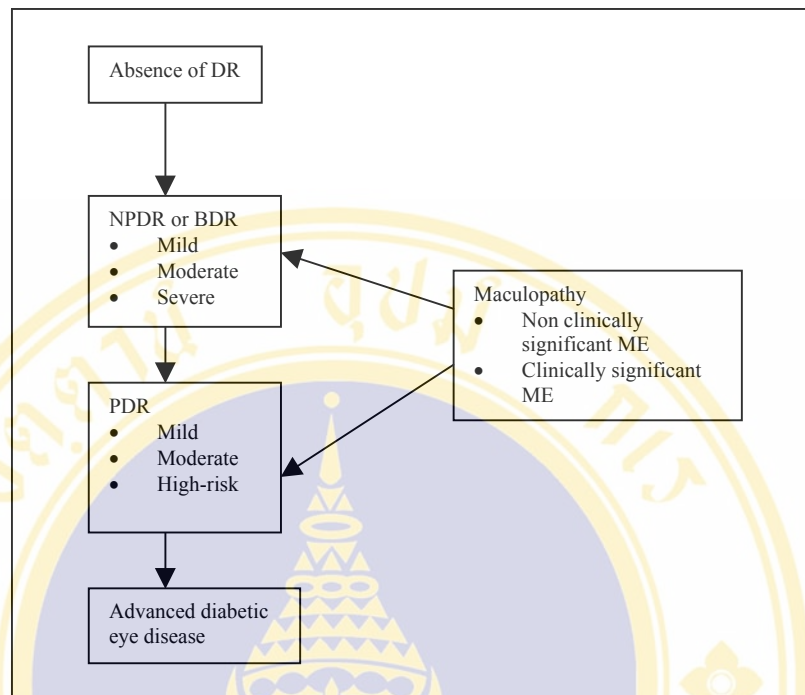 Absence of DR
NPDR or BDR
● Mild
● Moderate
● Severe
Maculopathy
● Non clinically
significant ME
● Clinically significant
ME
PDR
● Mild
● Moderate
● High-risk
Advanced diabetic
eye disease